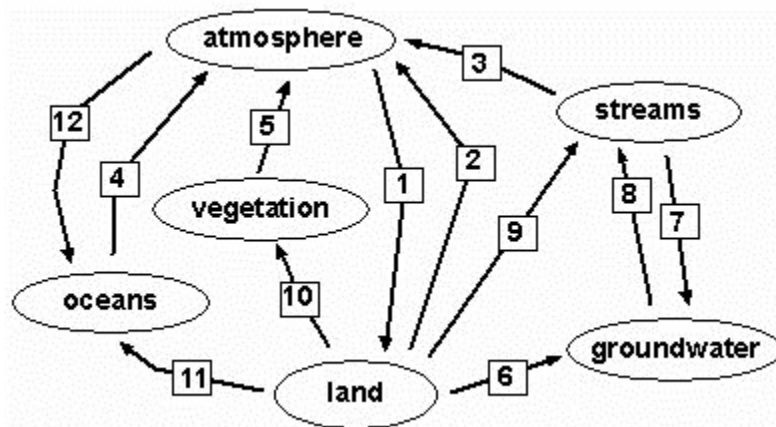 atmosphere
3
streams
12
5
4
1
2
8
7
vegetation
9
oceans
10
groundwater
11
land
6